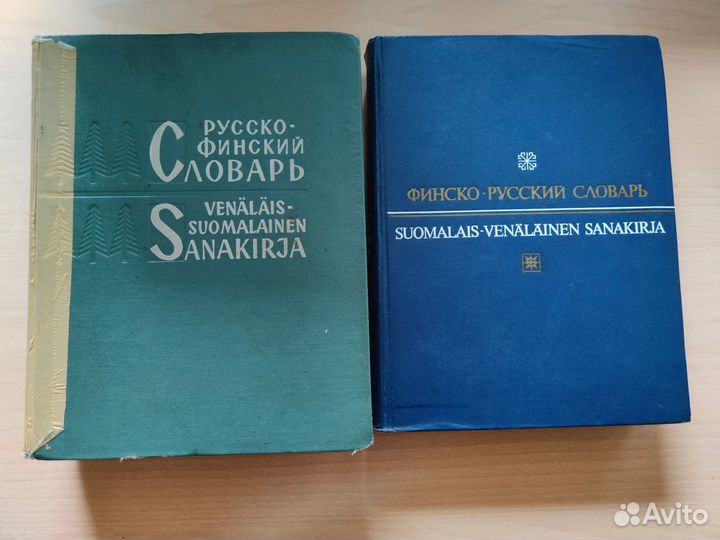 РУССКО-
ФИНСКИЙ
СЛОВАРЬ
VENÄLÄIS-
SUOMALAINEN
SANAKIRJA
ФИНСКО-РУССКИЙ СЛОВАРЬ
SUOMALAIS-VENÄLÄINEN SANAKIRJA
Avito